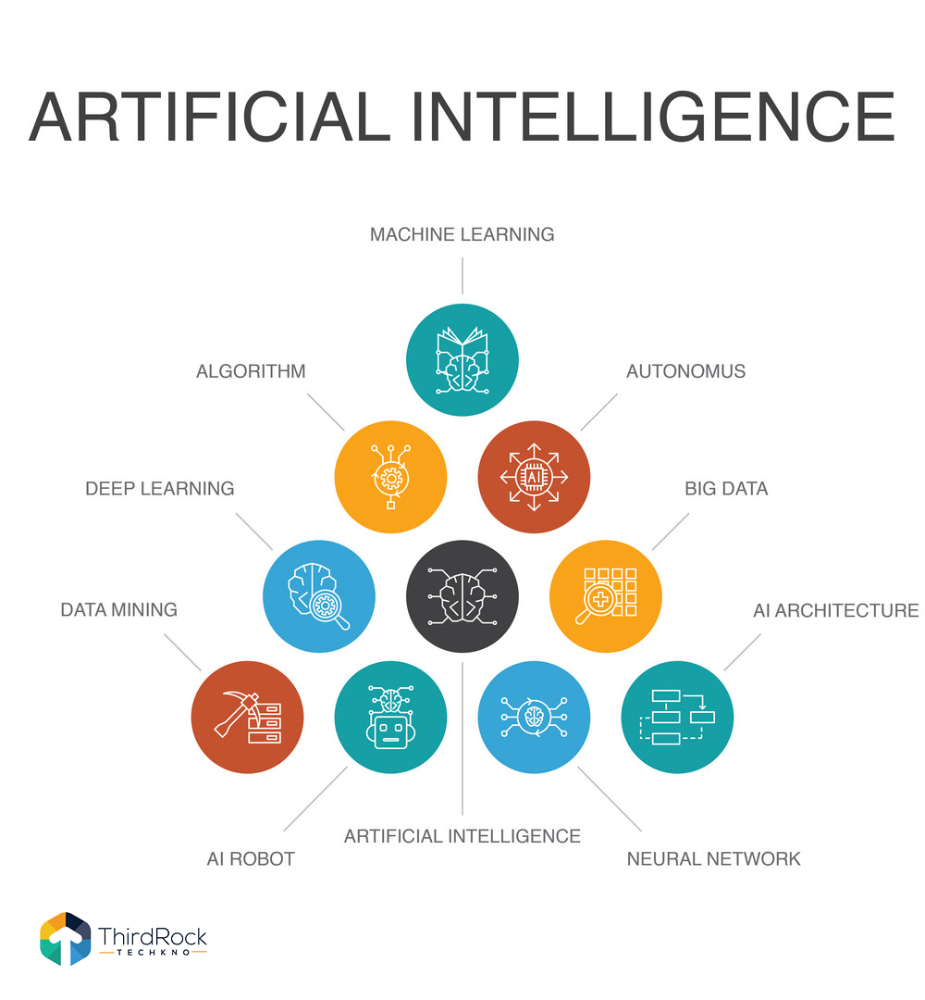 ARTIFICIAL INTELLIGENCE
MACHINE LEARNING
ALGORITHM
AUTONOMUS
AI
DEEP LEARNING
BIG DATA
DATA MINING
AI ARCHITECTURE
ARTIFICIAL INTELLIGENCE
AI ROBOT
NEURAL NETWORK
ThirdRock
TECHKNO